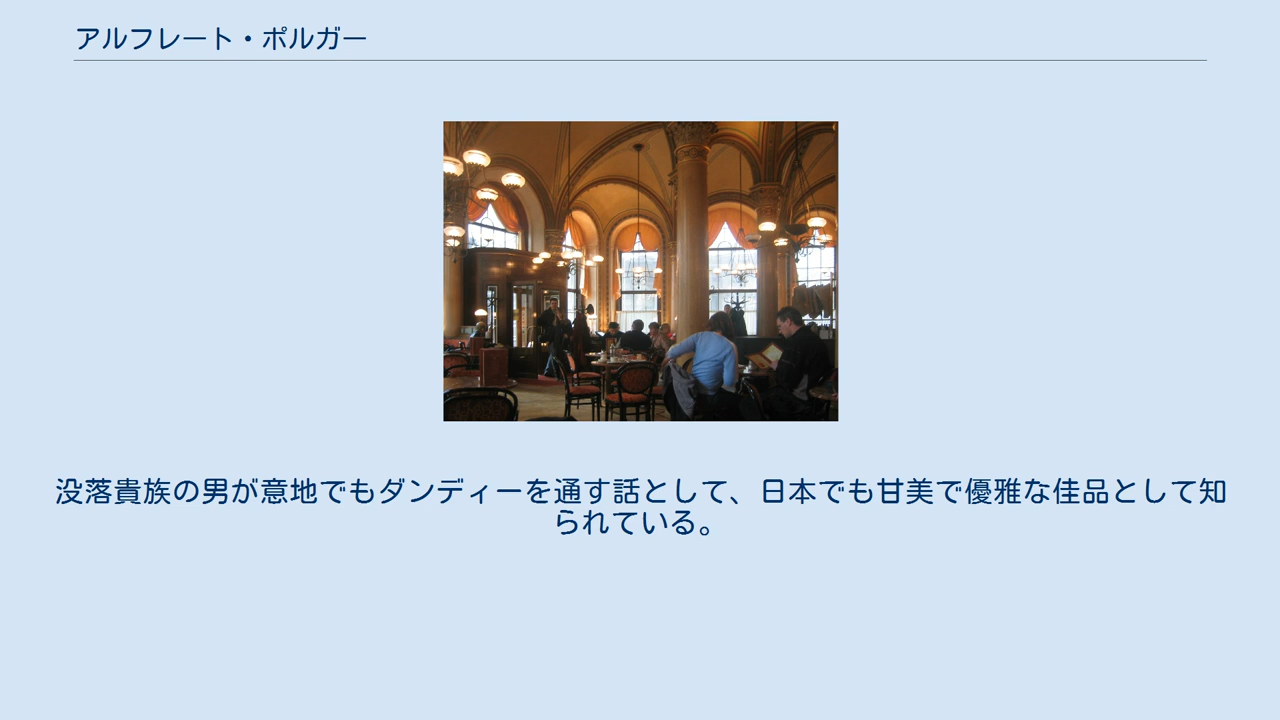 アルフレート・ポルガー
没落貴族の男が意地でもダンディーを通す話として、日本でも甘美で優雅な佳品として知
られている。